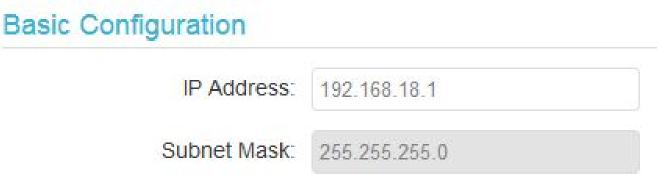 Basic Configuration
IP Address: 192.168.18.1
Subnet Mask: 255.255.255.0